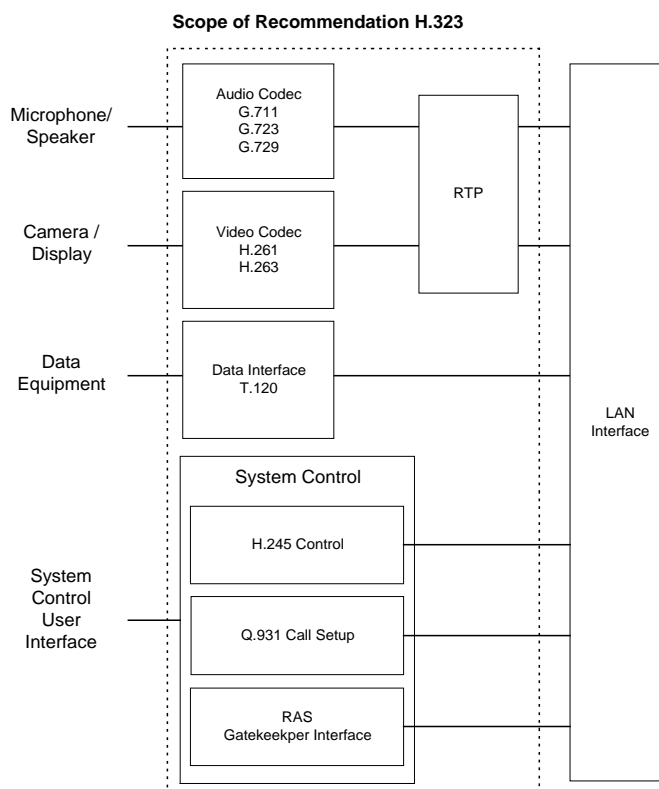 Scope of Recommendation H.323
Microphone/
Speaker
Audio Codec
G.711
G.723
G.729
RTP
Camera /
Display
Video Codec
H.261
H.263
Data
Equipment
Data Interface
T.120
LAN
Interface
System Control
H.245 Control
System
Control
User
Interface
Q.931 Call Setup
RAS
Gatekeekper Interface